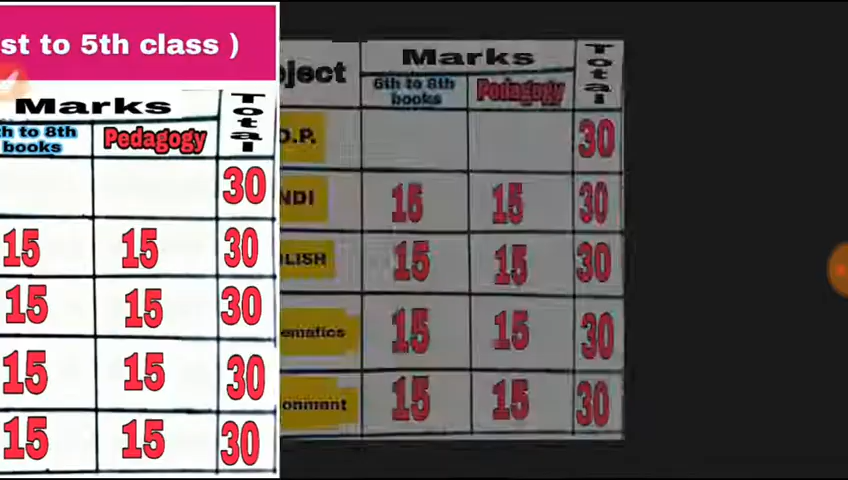 st to 5th class )
Marks
Total
th to 8th
books
Pedagogy
30
15 15 30
15 15 30
15 15 30
15 15 30
ject
Marks
Total
6th to 8th
books
Pedagogy
D.P. 30
NDI 15 15 30
LISH 15 15 30
ematics 15 15 30
onment 15 15 30